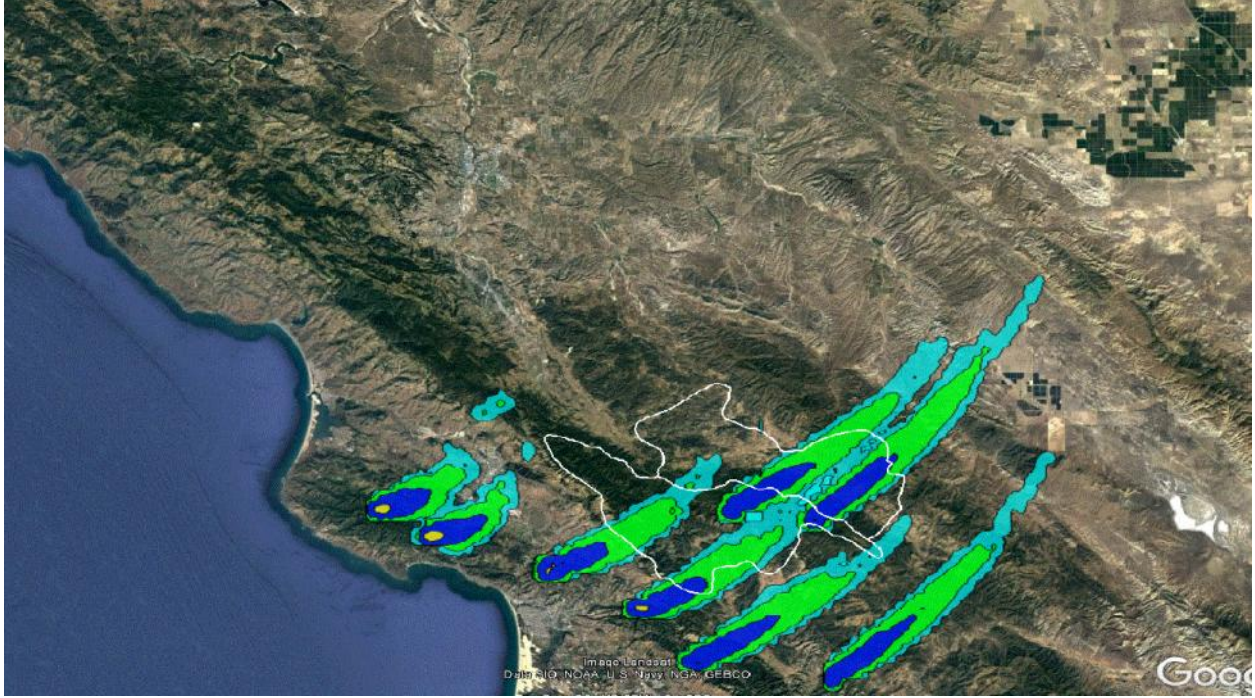 Image Landsat
Data SIO, NOAA, U.S. Navy, NGA, GEBCO
Goo